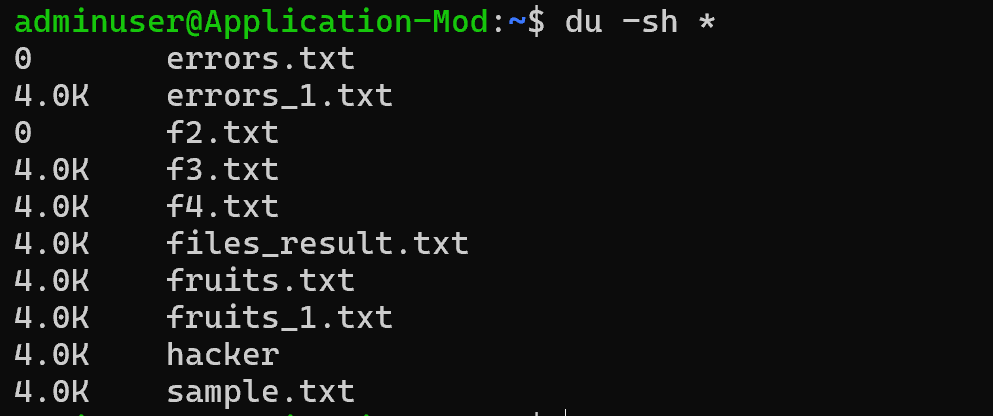 adminuser@Application-Mod:~$ du -sh *
0 errors.txt
4.0K errors_1.txt
0 f2.txt
4.0K f3.txt
4.0K f4.txt
4.0K files_result.txt
4.0K fruits.txt
4.0K fruits_1.txt
4.0K hacker
4.0K sample.txt